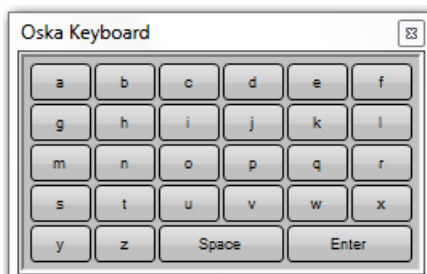 Oska Keyboard
a b c d e f
g h i j k l
m n o p q r
s t u v w x
y z Space Enter